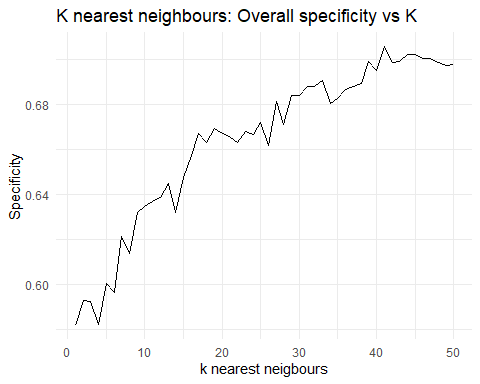 K nearest neighbours: Overall specificity vs K
Specificity
0.68
0.64
0.60
0 10 20 30 40 50
k nearest neigbours